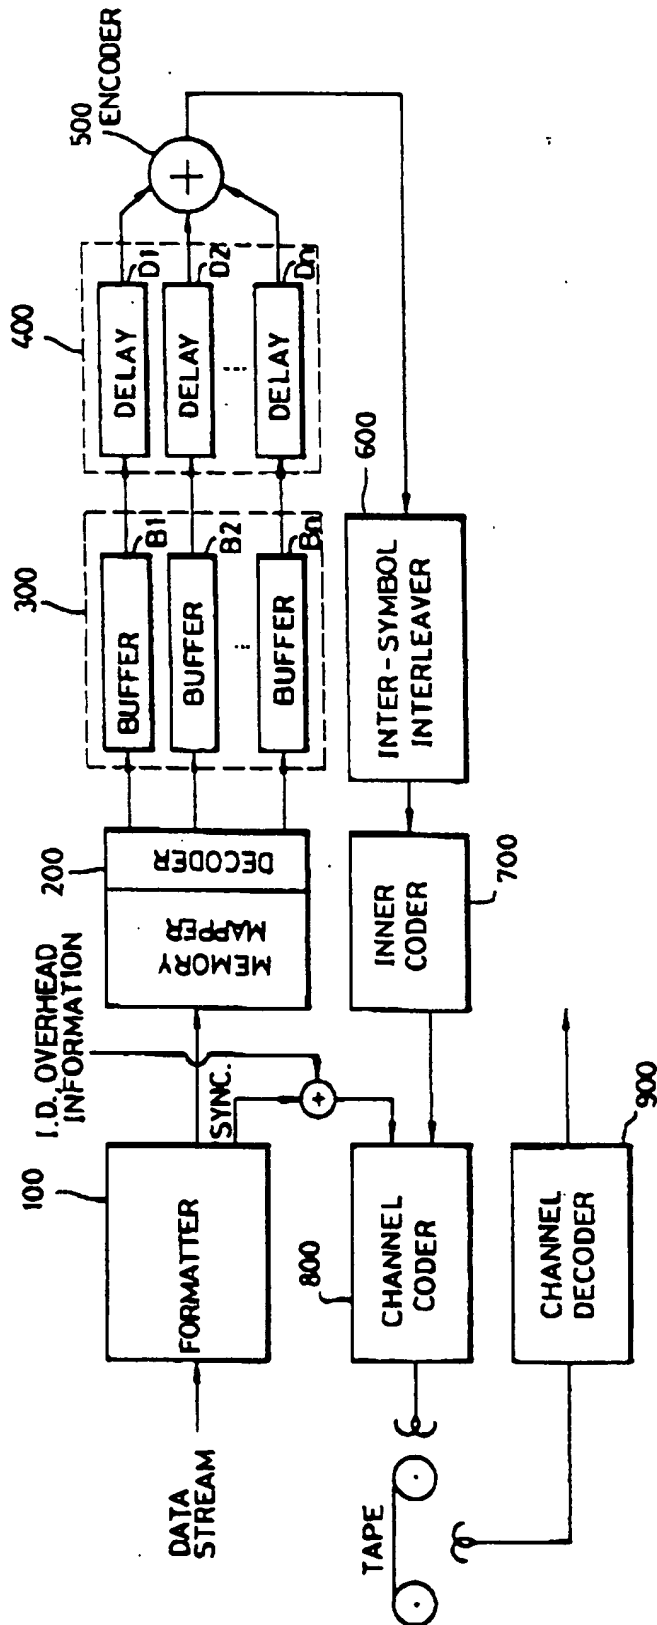 DATA
STREAM
100
FORMATTER
SYNC.
I.D., OVERHEAD
INFORMATION
+
200
MEMORY
MAPPER
DECODER
300
BUFFER
B1
BUFFER
B2
...
BUFFER
Bn
400
DELAY
D1
DELAY
D2
...
DELAY
Dn
500
ENCODER
+
600
INTER-SYMBOL
INTERLEAVER
INNER
CODER
700
800
CHANNEL
CODER
TAPE
CHANNEL
DECODER
900